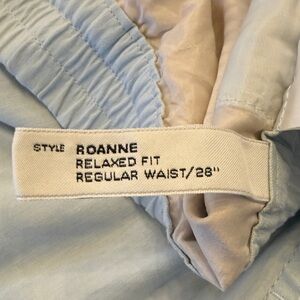 STYLE ROANNE
RELAXED FIT
REGULAR WAIST/28"